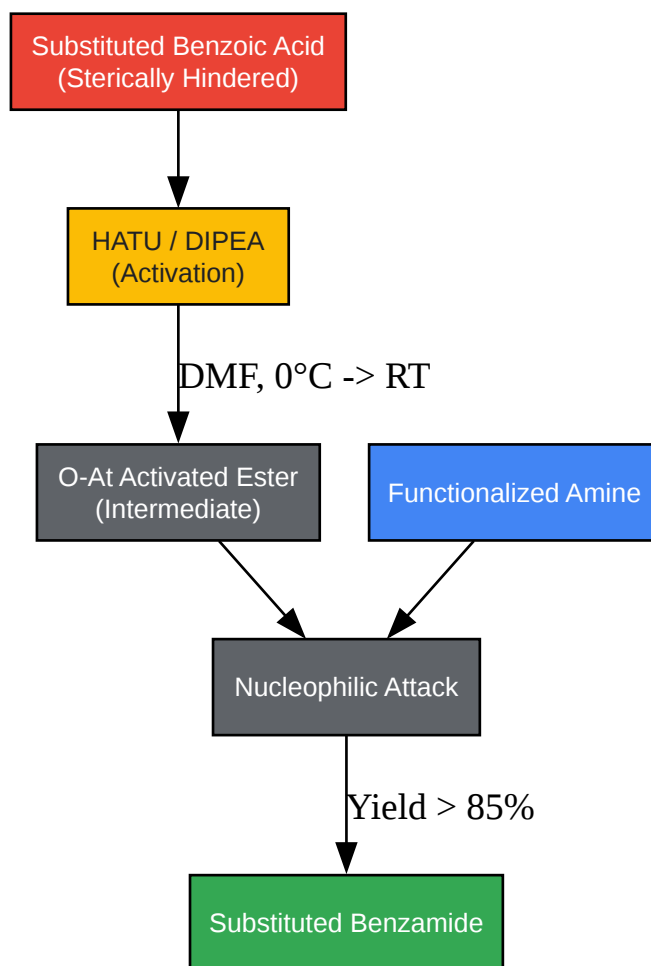 Substituted Benzoic Acid
(Sterically Hindered)
HATU / DIPEA
(Activation)
DMF, 0°C -> RT
O-At Activated Ester
(Intermediate)
Functionalized Amine
Nucleophilic Attack
Yield > 85%
Substituted Benzamide